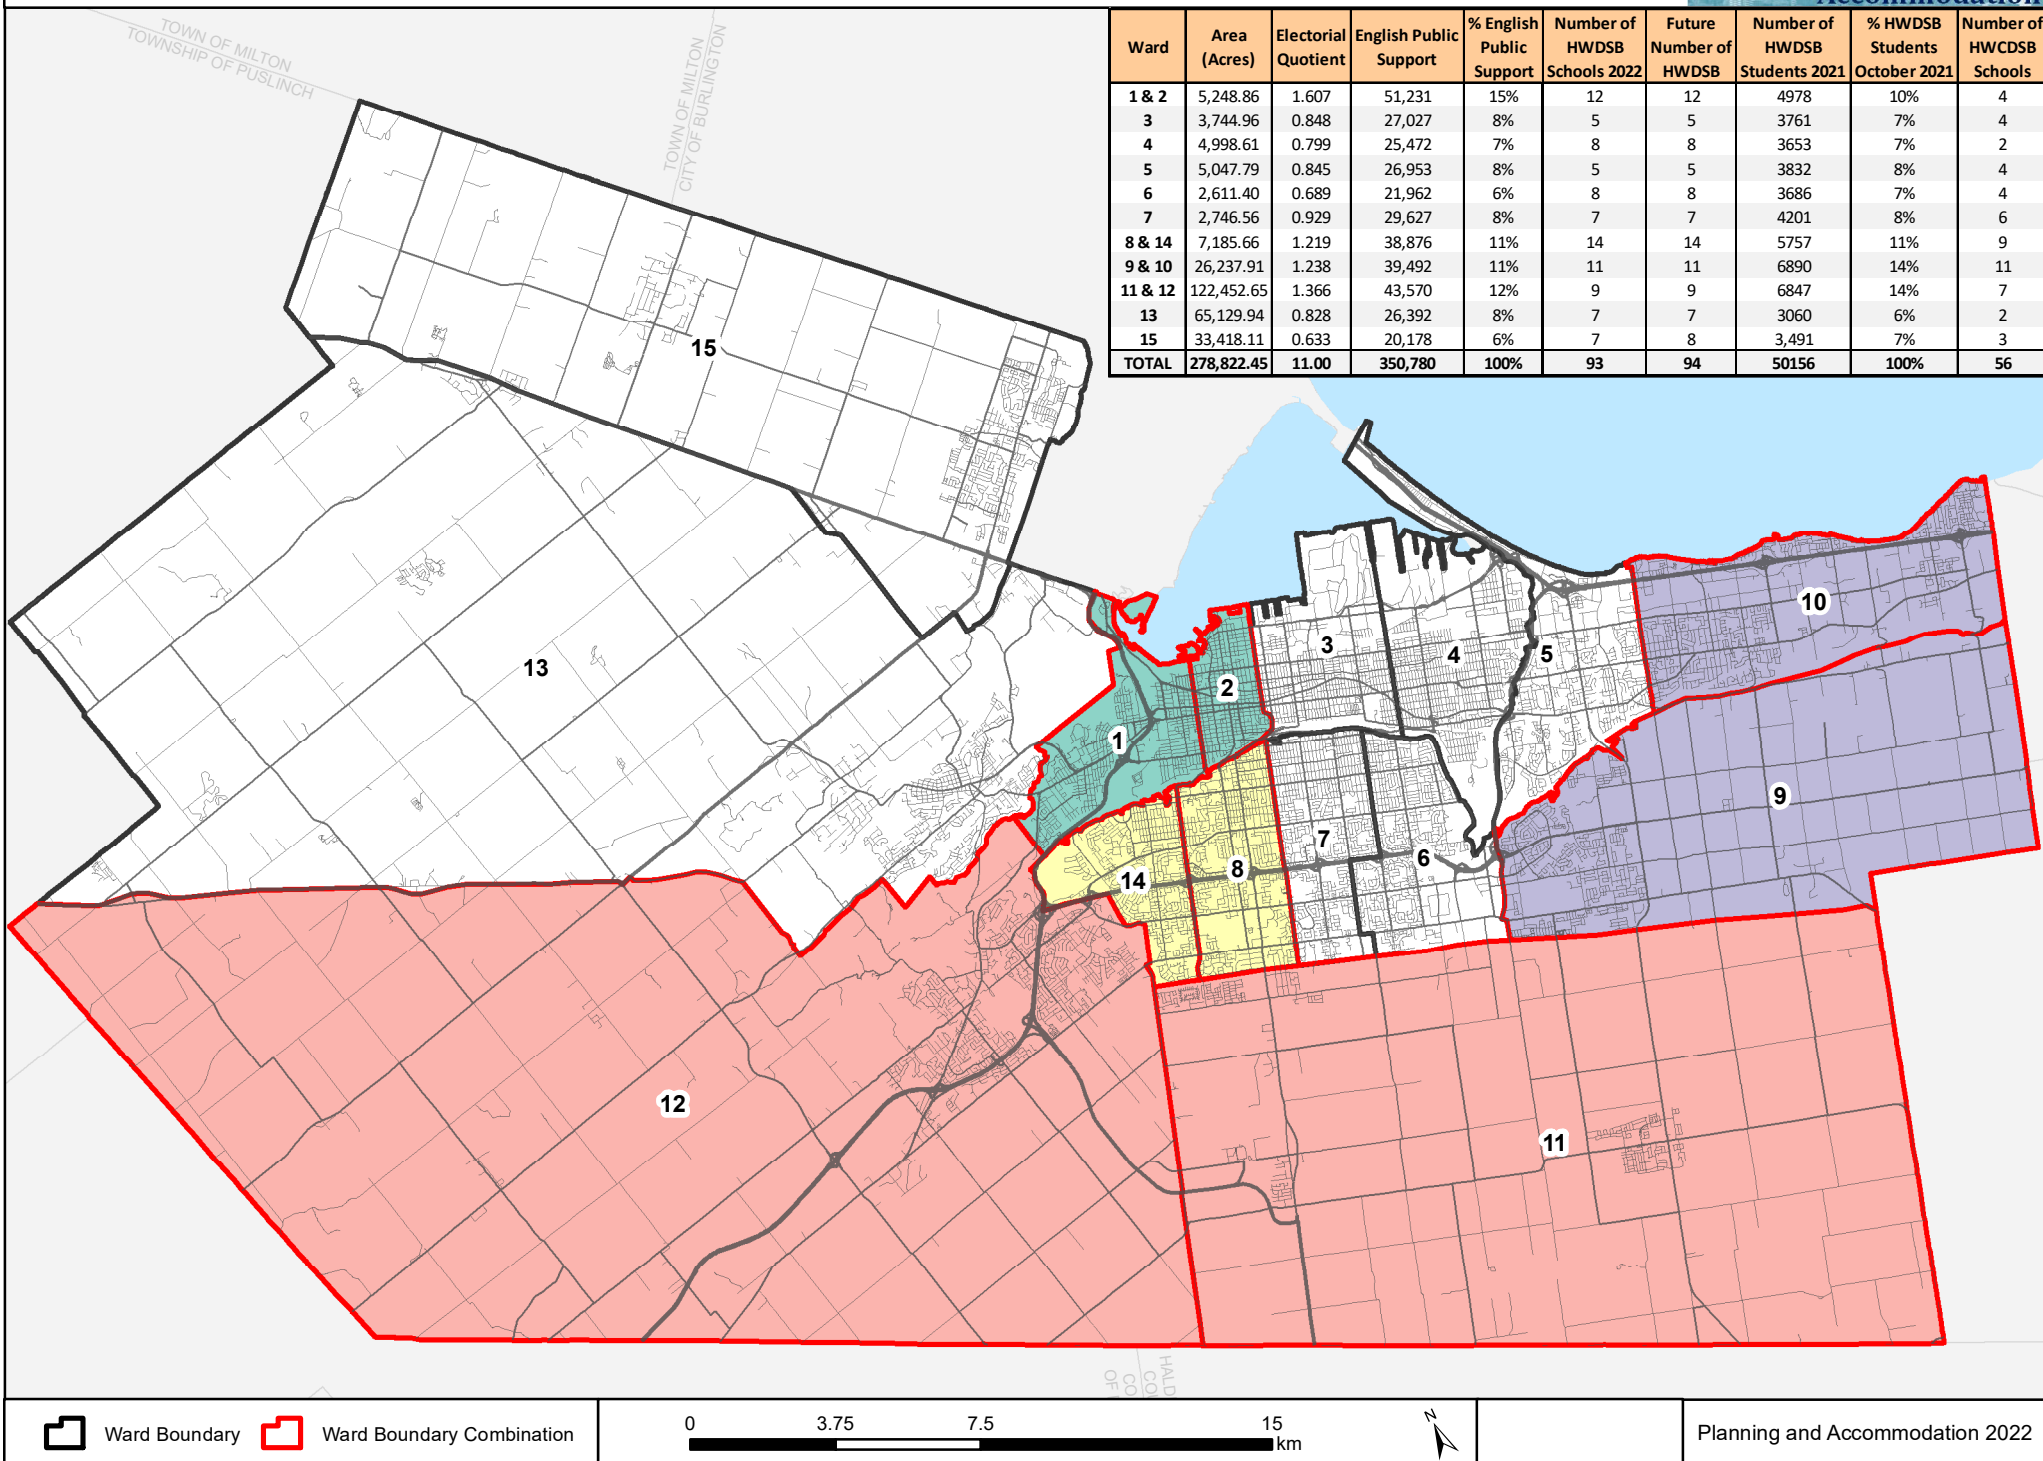 Accommodation
Ward Area (Acres) Electorial Quotient English Public Support % English Public Support Number of HWDSB Schools 2022 Future Number of HWDSB Number of HWDSB Students 2021 % HWDSB Students October 2021 Number of HWCDSB Schools
1 & 2 5,248.86 1.607 51,231 15% 12 12 4978 10% 4
3 3,744.96 0.848 27,027 8% 5 5 3761 7% 4
4 4,998.61 0.799 25,472 7% 8 8 3653 7% 2
5 5,047.79 0.845 26,953 8% 5 5 3832 8% 4
6 2,611.40 0.689 21,962 6% 8 8 3686 7% 4
7 2,746.56 0.929 29,627 8% 7 7 4201 8% 6
8 & 14 7,185.66 1.219 38,876 11% 14 14 5757 11% 9
9 & 10 26,237.91 1.238 39,492 11% 11 11 6890 14% 11
11 & 12 122,452.65 1.366 43,570 12% 9 9 6847 14% 7
13 65,129.94 0.828 26,392 8% 7 7 3060 6% 2
15 33,418.11 0.633 20,178 6% 7 8 3,491 7% 3
TOTAL 278,822.45 11.00 350,780 100% 93 94 50156 100% 56
TOWN OF MILTON
TOWNSHIP OF PUSLINCH
TOWN OF MILTON
CITY OF BURLINGTON
15
13
10
3
4
5
2
1
9
7
6
8
14
12
11
HALD
CO
COU
OF
Ward Boundary
Ward Boundary Combination
0 3.75 7.5 15
km
N
Planning and Accommodation 2022